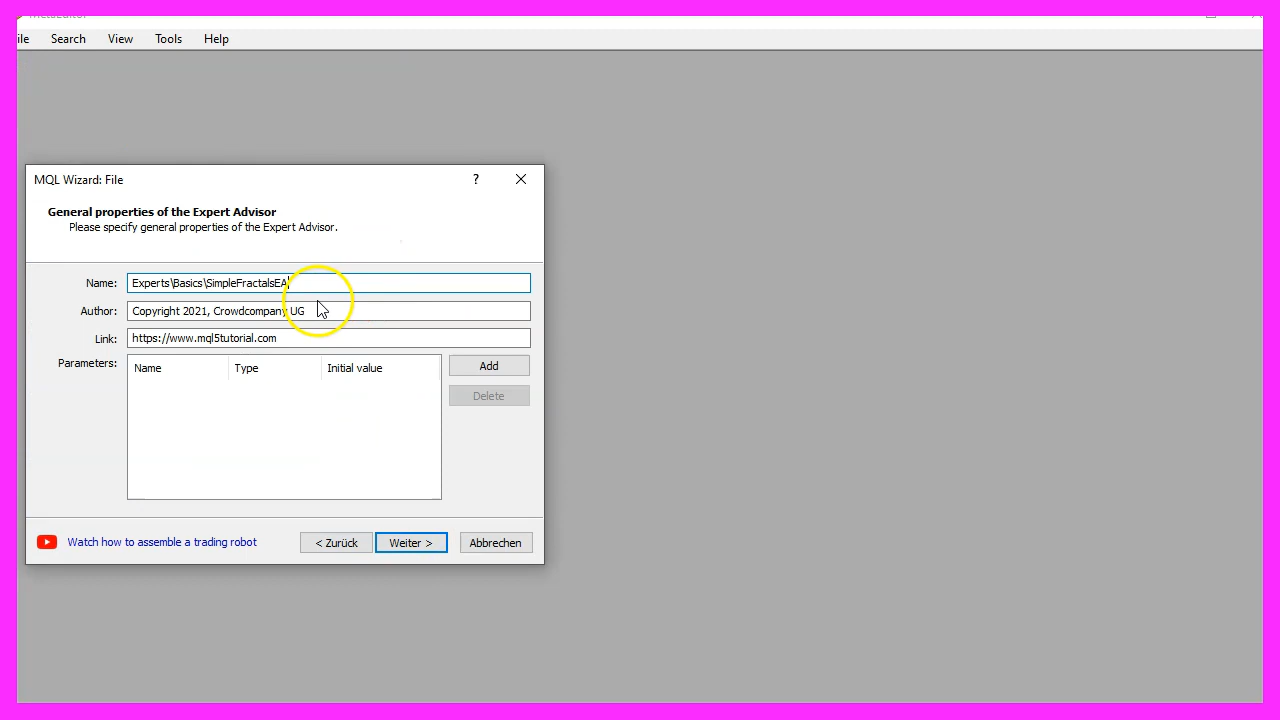 MetaEditor
ile Search View Tools Help
MQL Wizard: File ?
General properties of the Expert Advisor
Please specify general properties of the Expert Advisor.
Name: Experts\Basics\SimpleFractalsEA
Author: Copyright 2021, Crowdcompany UG
Link: https://www.mql5tutorial.com
Parameters: Name Type Initial value Add
Delete
Watch how to assemble a trading robot < Zurück Weiter > Abbrechen